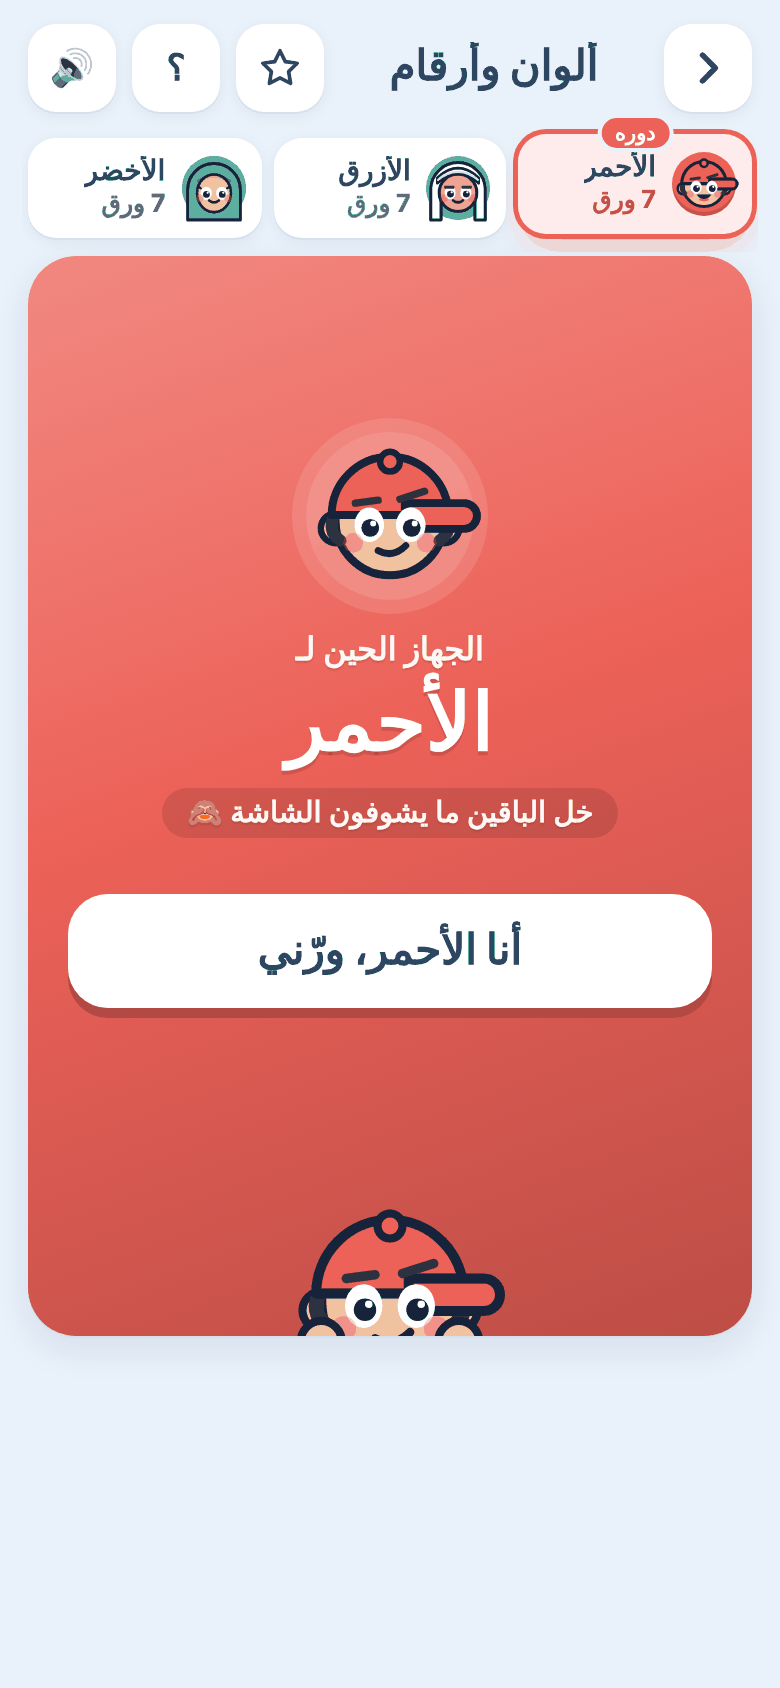 ألوان وأرقام
؟
دوره
الأحمر
7 ورق
الأزرق
7 ورق
الأخضر
7 ورق
الجهاز الحين لـ
الأحمر
خل الباقين ما يشوفون الشاشة 🙈
أنا الأحمر، ورّني